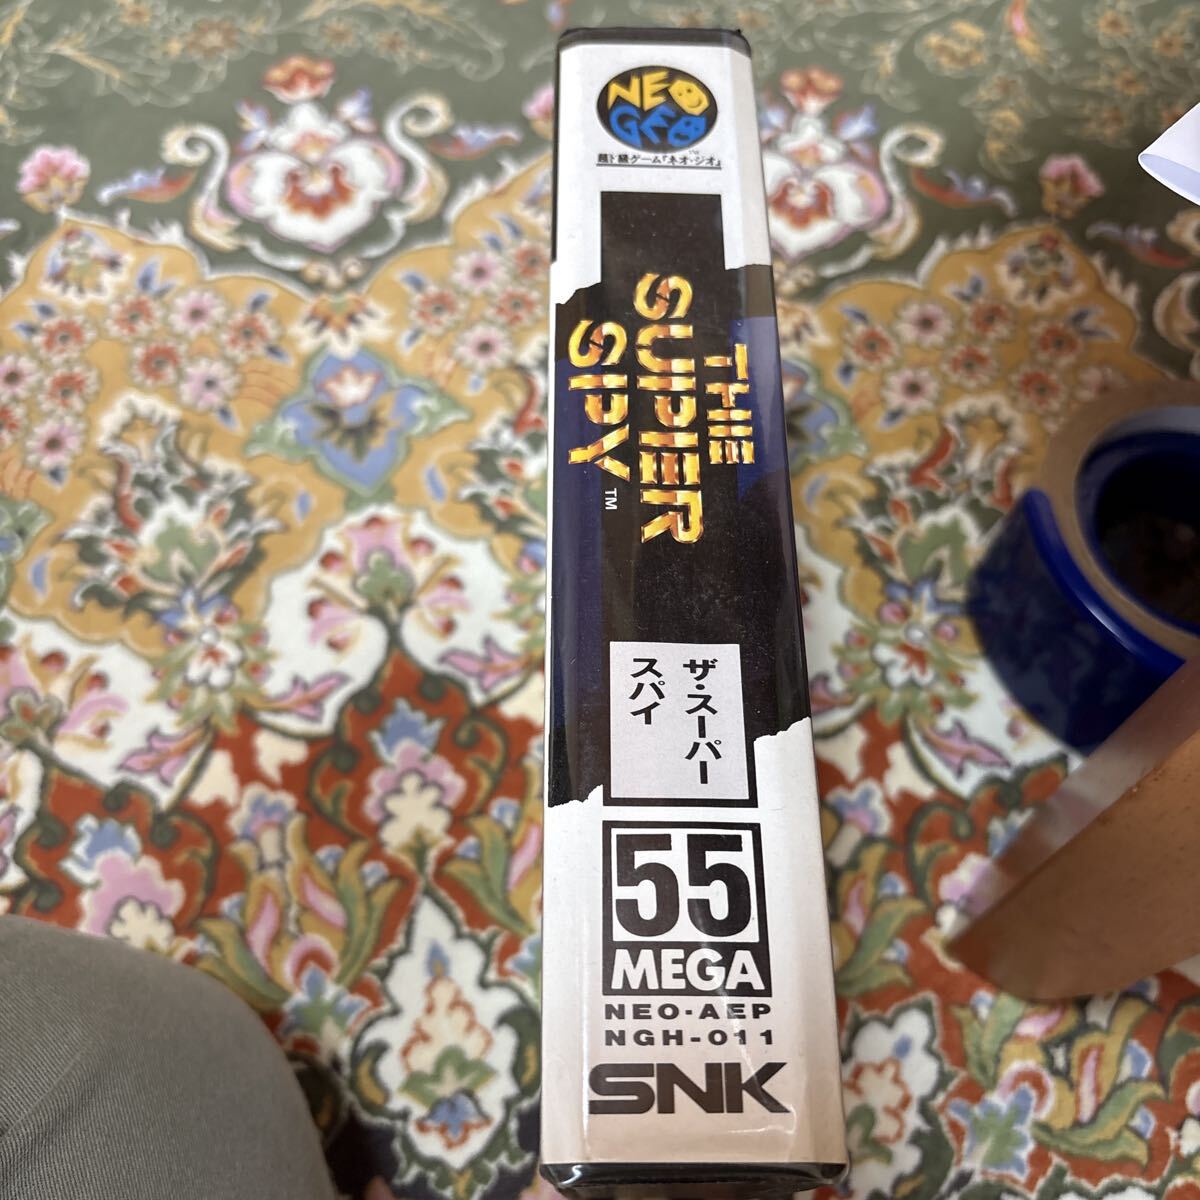 NEO
GEO
超ド級ゲーム『ネオ・ジオ』
TM
THE
SUPER
SPY
TM
ザ・スーパー
スパイ
55
MEGA
NEO-AEP
NGH-011
SNK